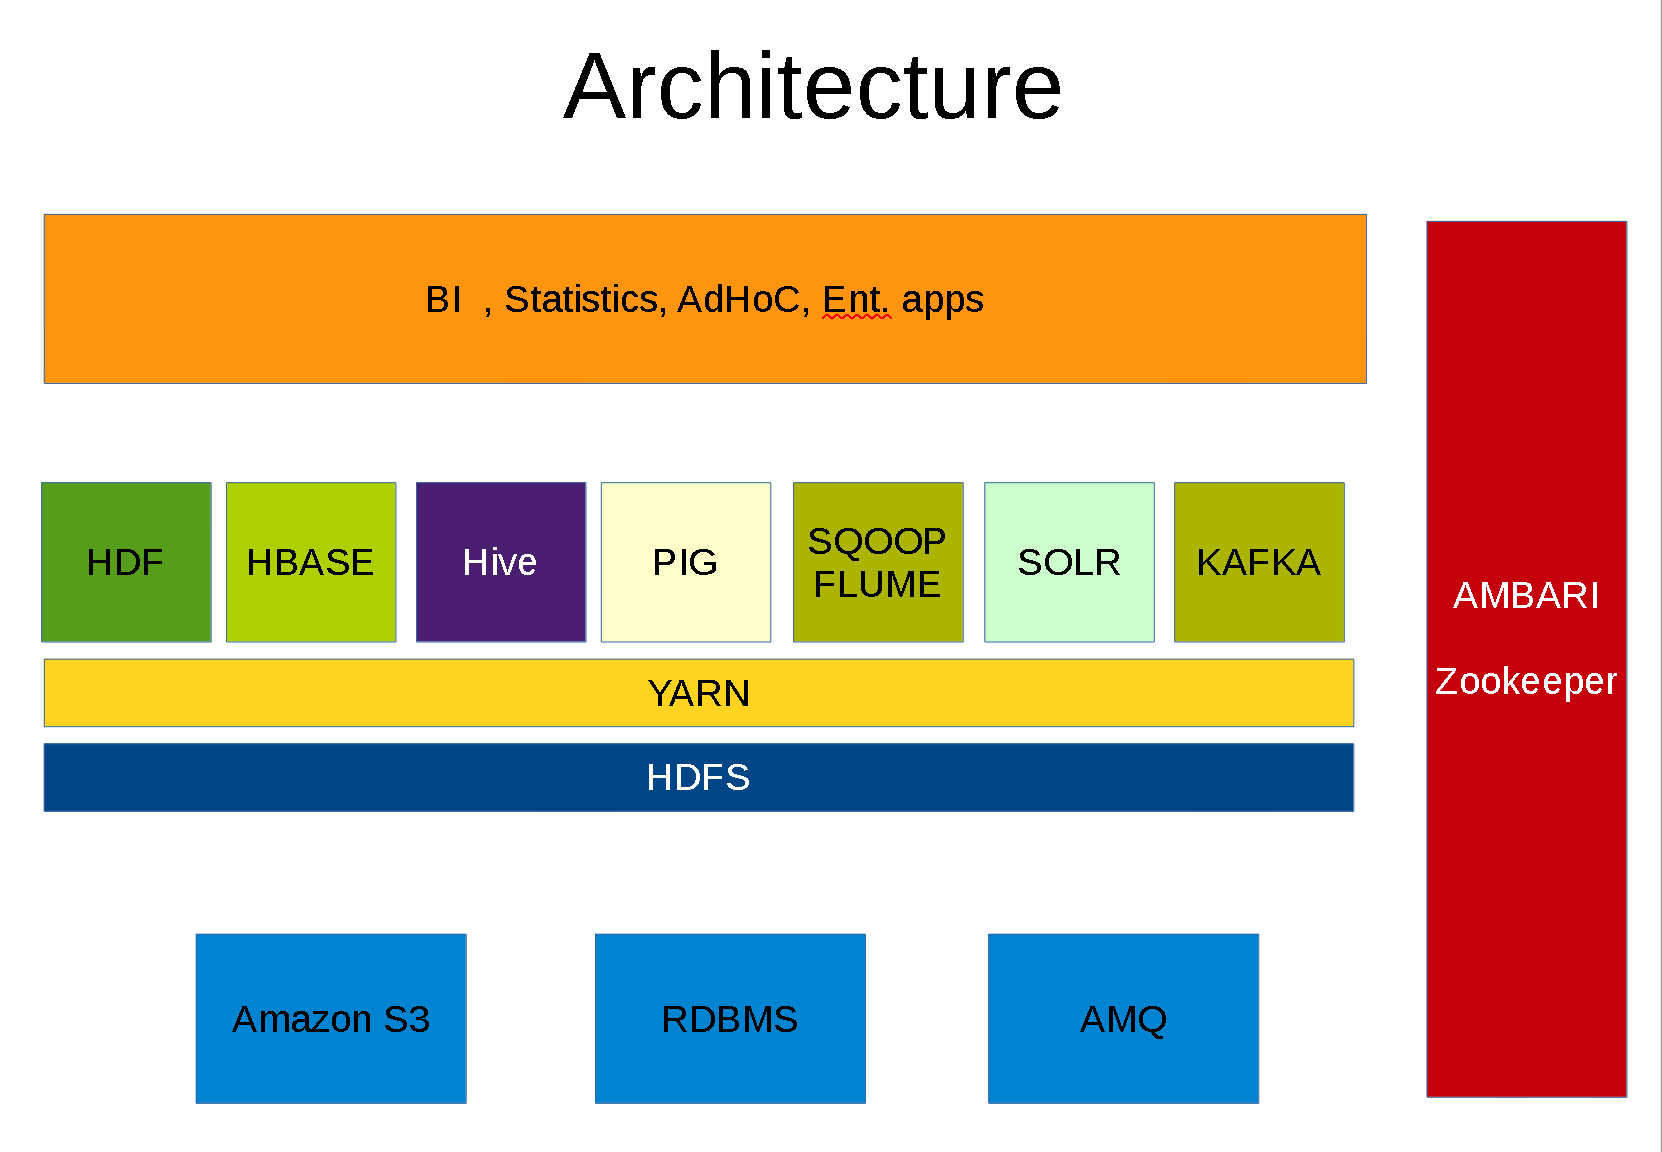 Architecture
BI  , Statistics, AdHoC, Ent. apps
HDF
HBASE
Hive
PIG
SQOOP
FLUME
SOLR
KAFKA
YARN
HDFS
Amazon S3
RDBMS
AMQ
AMBARI
Zookeeper